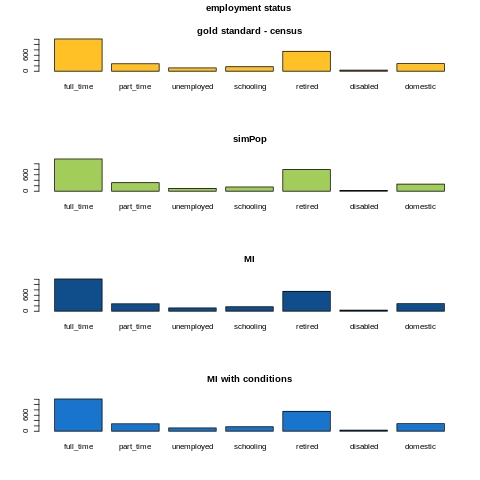 employment status
gold standard - census
0 600
full_time part_time unemployed schooling retired disabled domestic
simPop
0 600
full_time part_time unemployed schooling retired disabled domestic
MI
0 600
full_time part_time unemployed schooling retired disabled domestic
MI with conditions
0 600
full_time part_time unemployed schooling retired disabled domestic